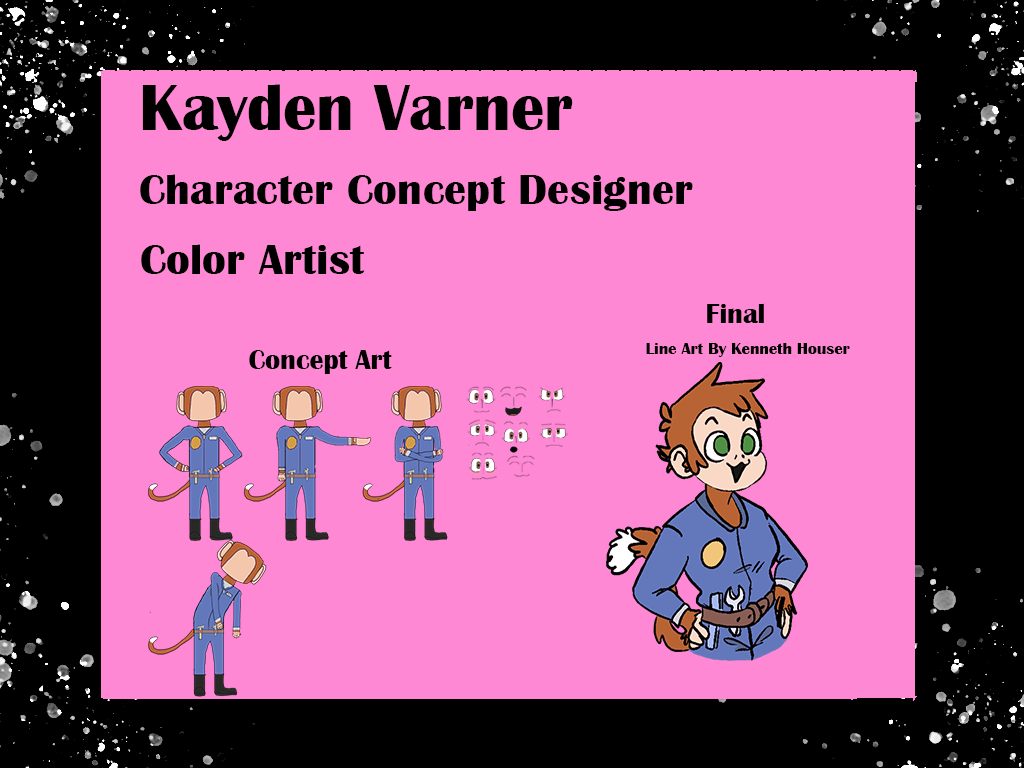 Kayden Varner
Character Concept Designer
Color Artist
Final
Line Art By Kenneth Houser
Concept Art